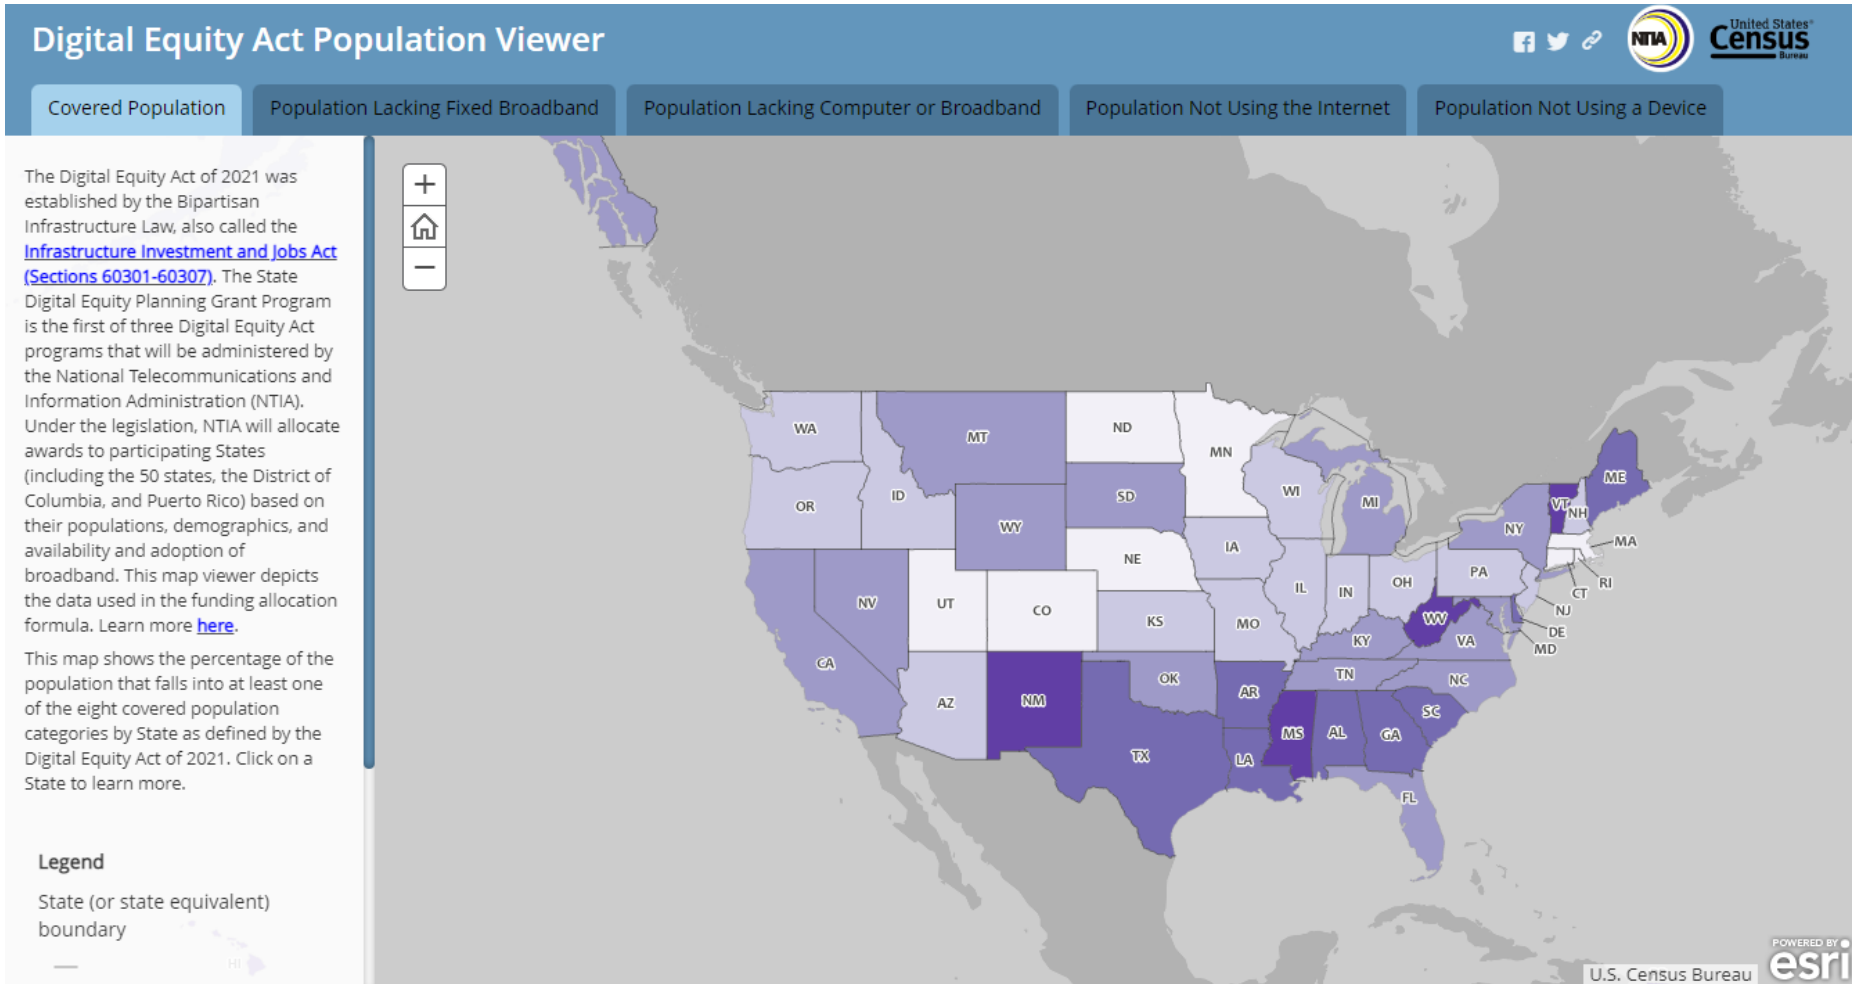 Digital Equity Act Population Viewer
NTIA
United States®
Census
Bureau
Covered Population
Population Lacking Fixed Broadband
Population Lacking Computer or Broadband
Population Not Using the Internet
Population Not Using a Device
The Digital Equity Act of 2021 was
established by the Bipartisan
Infrastructure Law, also called the
Infrastructure Investment and Jobs Act
(Sections 60301-60307). The State
Digital Equity Planning Grant Program
is the first of three Digital Equity Act
programs that will be administered by
the National Telecommunications and
Information Administration (NTIA).
Under the legislation, NTIA will allocate
awards to participating States
(including the 50 states, the District of
Columbia, and Puerto Rico) based on
their populations, demographics, and
availability and adoption of
broadband. This map viewer depicts
the data used in the funding allocation
formula. Learn more here.
This map shows the percentage of the
population that falls into at least one
of the eight covered population
categories by State as defined by the
Digital Equity Act of 2021. Click on a
State to learn more.
Legend
State (or state equivalent)
boundary
HI
+
−
WA
MT
ND
MN
OR
ID
WY
SD
WI
MI
ME
VT
NH
NY
MA
RI
CT
NJ
DE
MD
NE
IA
PA
IL
IN
OH
NV
UT
CO
KS
MO
WV
VA
KY
CA
AZ
NM
OK
AR
TN
NC
SC
TX
LA
MS
AL
GA
FL
U.S. Census Bureau
POWERED BY
esri